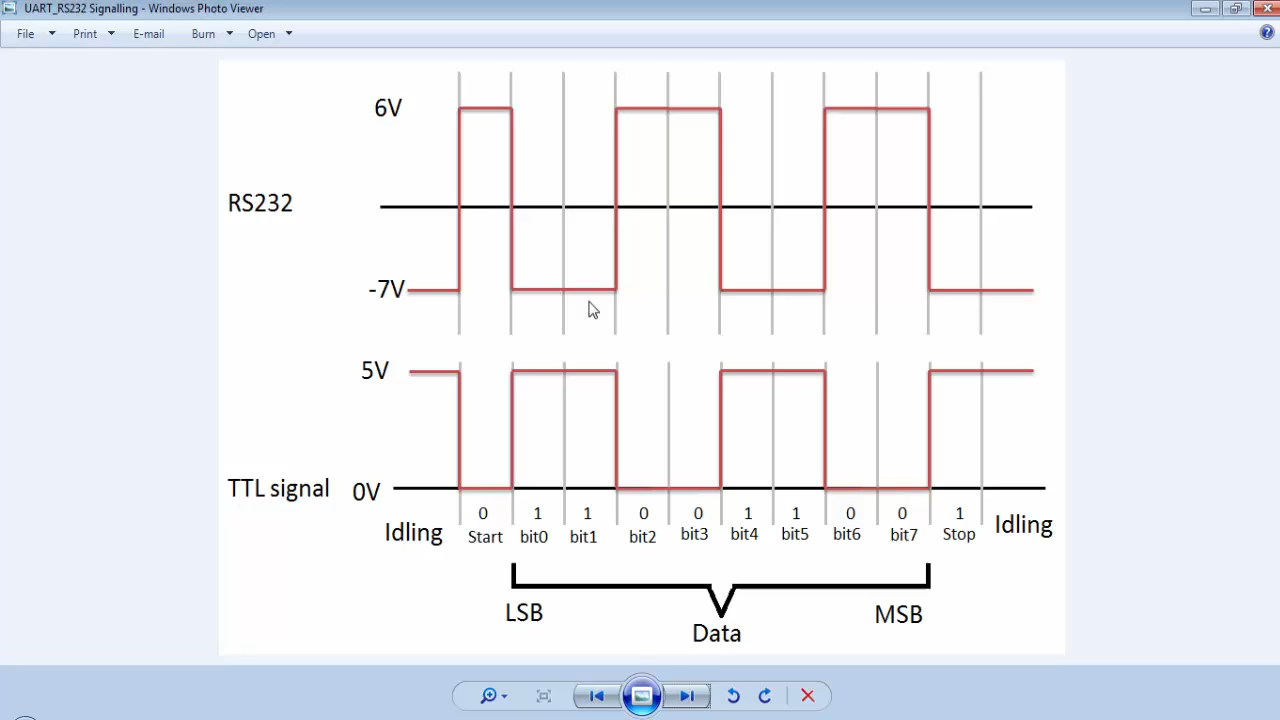 UART_RS232 Signalling - Windows Photo Viewer
File Print E-mail Burn Open
6V
RS232
-7V
5V
TTL signal 0V
0 1 1 0 0 1 1 0 0 1
Idling Start bit0 bit1 bit2 bit3 bit4 bit5 bit6 bit7 Stop Idling
LSB MSB
Data